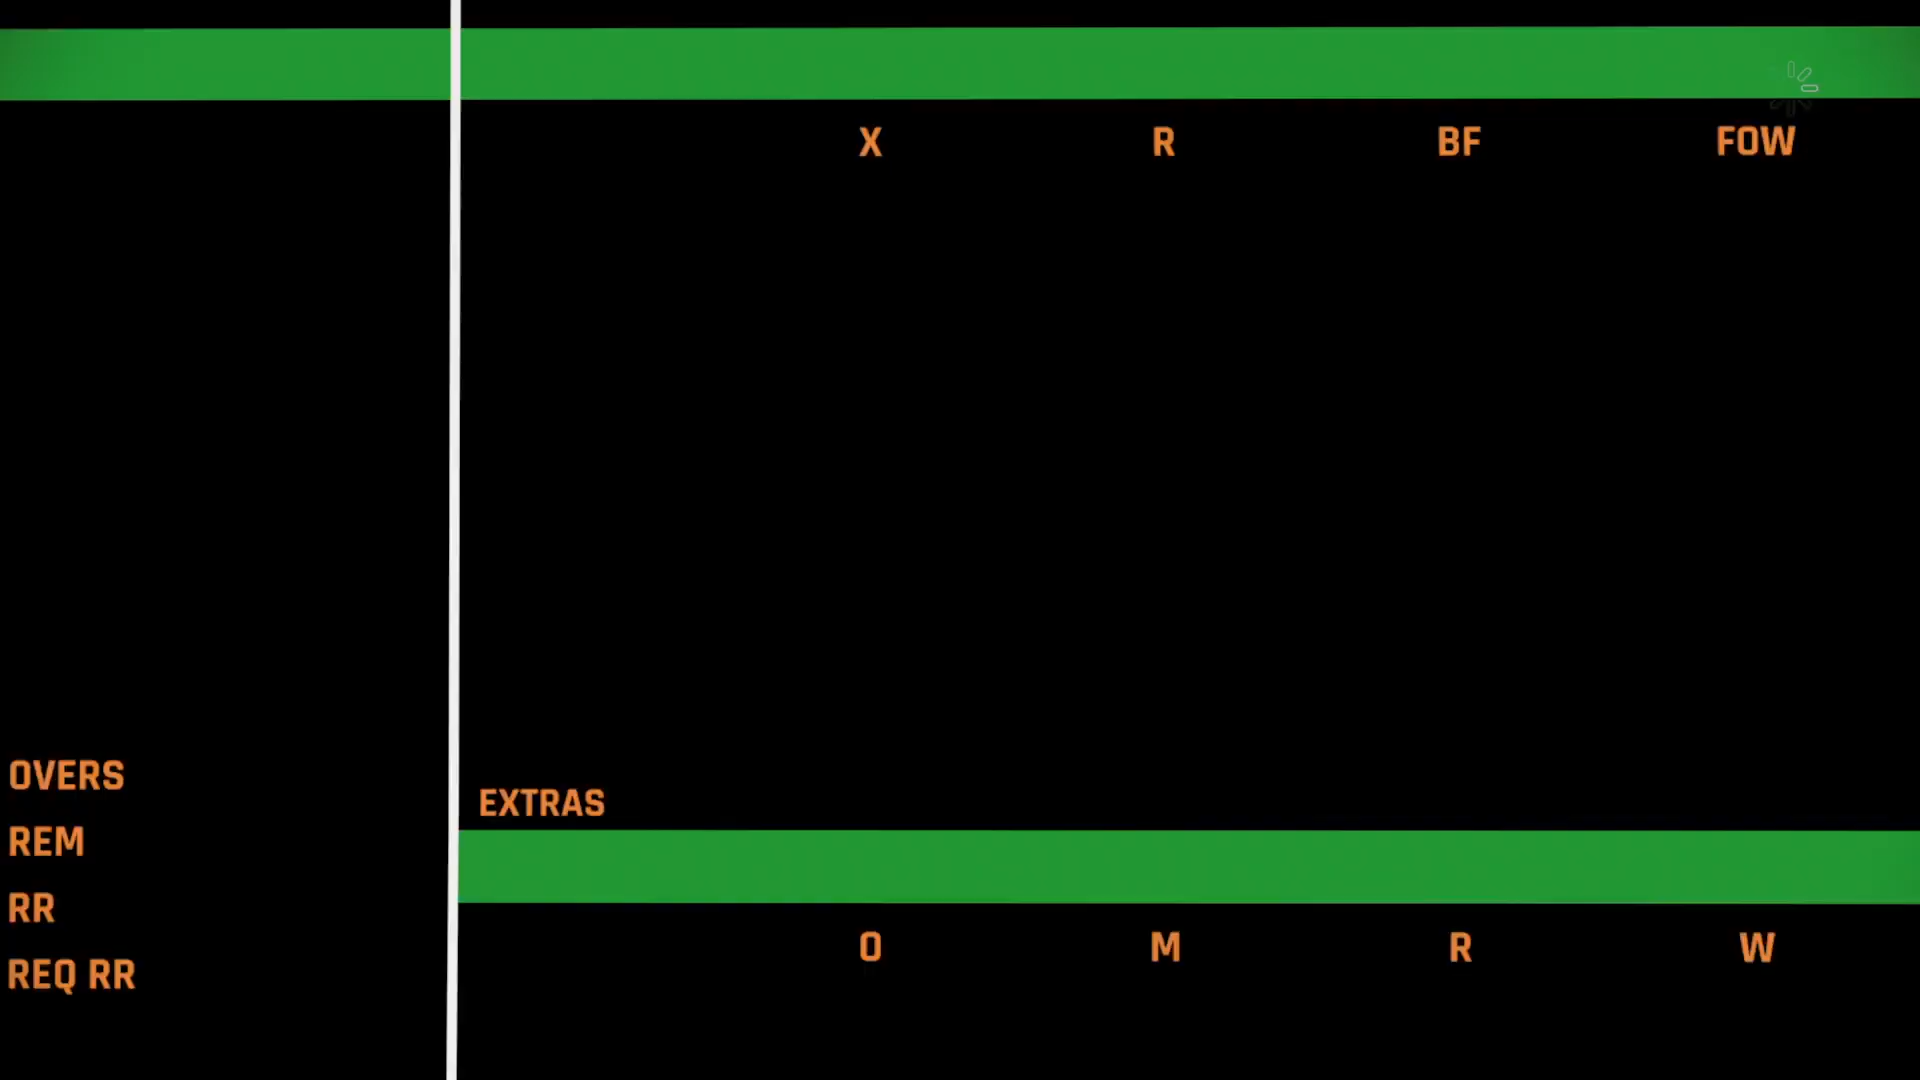 X R BF FOW
OVERS
REM
RR
REQ RR
EXTRAS
O M R W